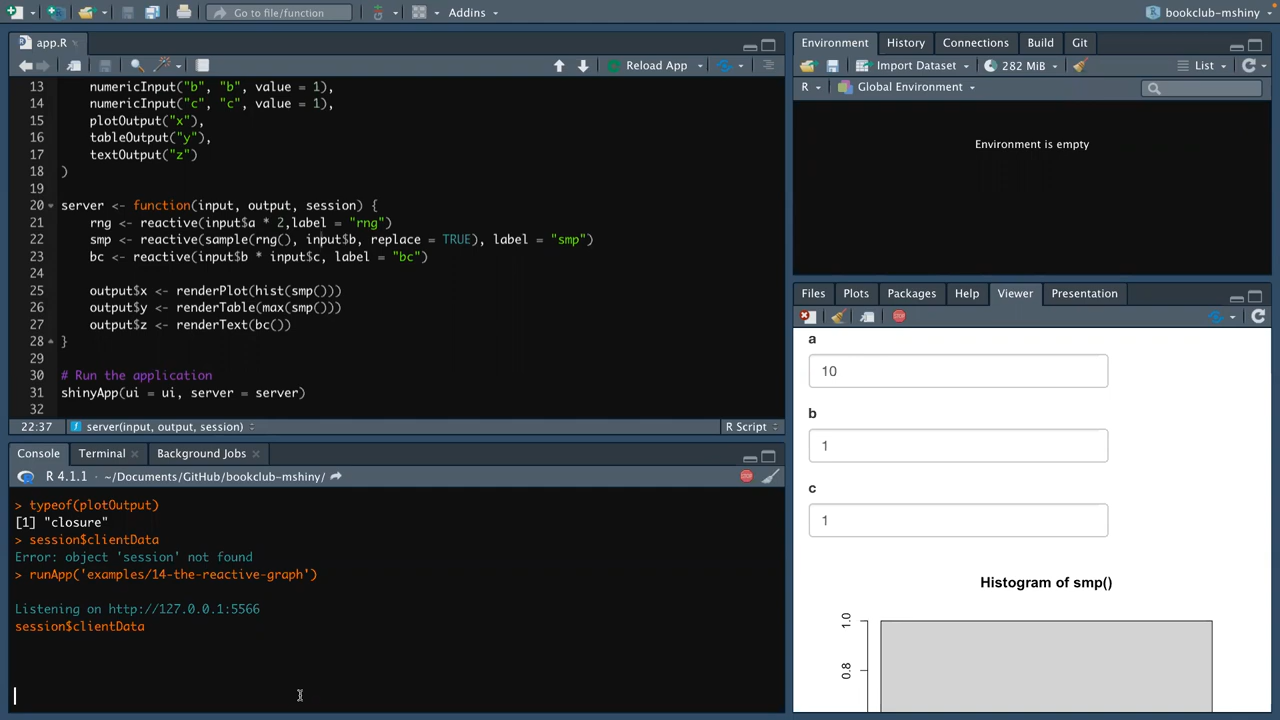 Go to file/function
Addins
bookclub-mshiny
app.R
Reload App
13 numericInput("b", "b", value = 1),
14 numericInput("c", "c", value = 1),
15 plotOutput("x"),
16 tableOutput("y"),
17 textOutput("z")
18 )
19
20 server <- function(input, output, session) {
21 rng <- reactive(input$a * 2,label = "rng")
22 smp <- reactive(sample(rng(), input$b, replace = TRUE), label = "smp")
23 bc <- reactive(input$b * input$c, label = "bc")
24
25 output$x <- renderPlot(hist(smp()))
26 output$y <- renderTable(max(smp()))
27 output$z <- renderText(bc())
28 }
29
30 # Run the application
31 shinyApp(ui = ui, server = server)
32
22:37 server(input, output, session) R Script
Console Terminal Background Jobs
R 4.1.1 · ~/Documents/GitHub/bookclub-mshiny/
> typeof(plotOutput)
[1] "closure"
> session$clientData
Error: object 'session' not found
> runApp('examples/14-the-reactive-graph')
Listening on http://127.0.0.1:5566
session$clientData
Environment History Connections Build Git
Import Dataset 282 MiB List
R Global Environment
Environment is empty
Files Plots Packages Help Viewer Presentation
a
10
b
1
c
1
Histogram of smp()
1.0
0.8